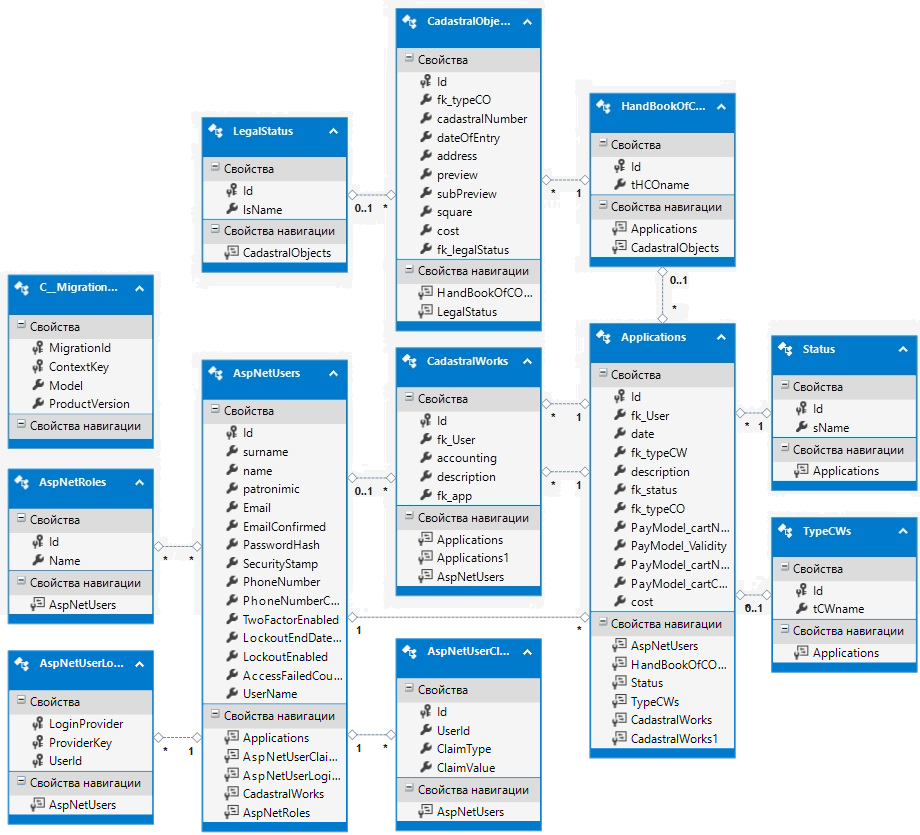 CadastralObje...
Свойства
Id
fk_typeCO
cadastralNumber
dateOfEntry
address
preview
subPreview
square
cost
fk_legalStatus
Свойства навигации
HandBookOfCO...
LegalStatus
HandBookOfC...
Свойства
Id
tHCOname
Свойства навигации
Applications
CadastralObjects
LegalStatus
Свойства
Id
lsName
Свойства навигации
CadastralObjects
0..1 *
* 1
0..1
*
C__Migration...
Свойства
MigrationId
ContextKey
Model
ProductVersion
Свойства навигации
AspNetUsers
Свойства
Id
surname
name
patronimic
Email
EmailConfirmed
PasswordHash
SecurityStamp
PhoneNumber
PhoneNumberC...
TwoFactorEnabled
LockoutEndDate...
LockoutEnabled
AccessFailedCou...
UserName
Свойства навигации
Applications
AspNetUserClai...
AspNetUserLogi...
CadastralWorks
AspNetRoles
CadastralWorks
Свойства
Id
fk_User
accounting
description
fk_app
Свойства навигации
Applications
Applications1
AspNetUsers
* 1
* 1
0..1 *
Applications
Свойства
Id
fk_User
date
fk_typeCW
description
fk_status
fk_typeCO
PayModel_cartN...
PayModel_Validity
PayModel_cartN...
PayModel_cartC...
cost
Свойства навигации
AspNetUsers
HandBookOfCO...
Status
TypeCWs
CadastralWorks
CadastralWorks1
Status
Свойства
Id
sName
Свойства навигации
Applications
* 1
TypeCWs
Свойства
Id
tCWname
Свойства навигации
Applications
0..1
AspNetRoles
Свойства
Id
Name
Свойства навигации
AspNetUsers
* *
1 *
AspNetUserLo...
Свойства
LoginProvider
ProviderKey
UserId
Свойства навигации
AspNetUsers
* 1
AspNetUserCl...
Свойства
Id
UserId
ClaimType
ClaimValue
Свойства навигации
AspNetUsers
1 *